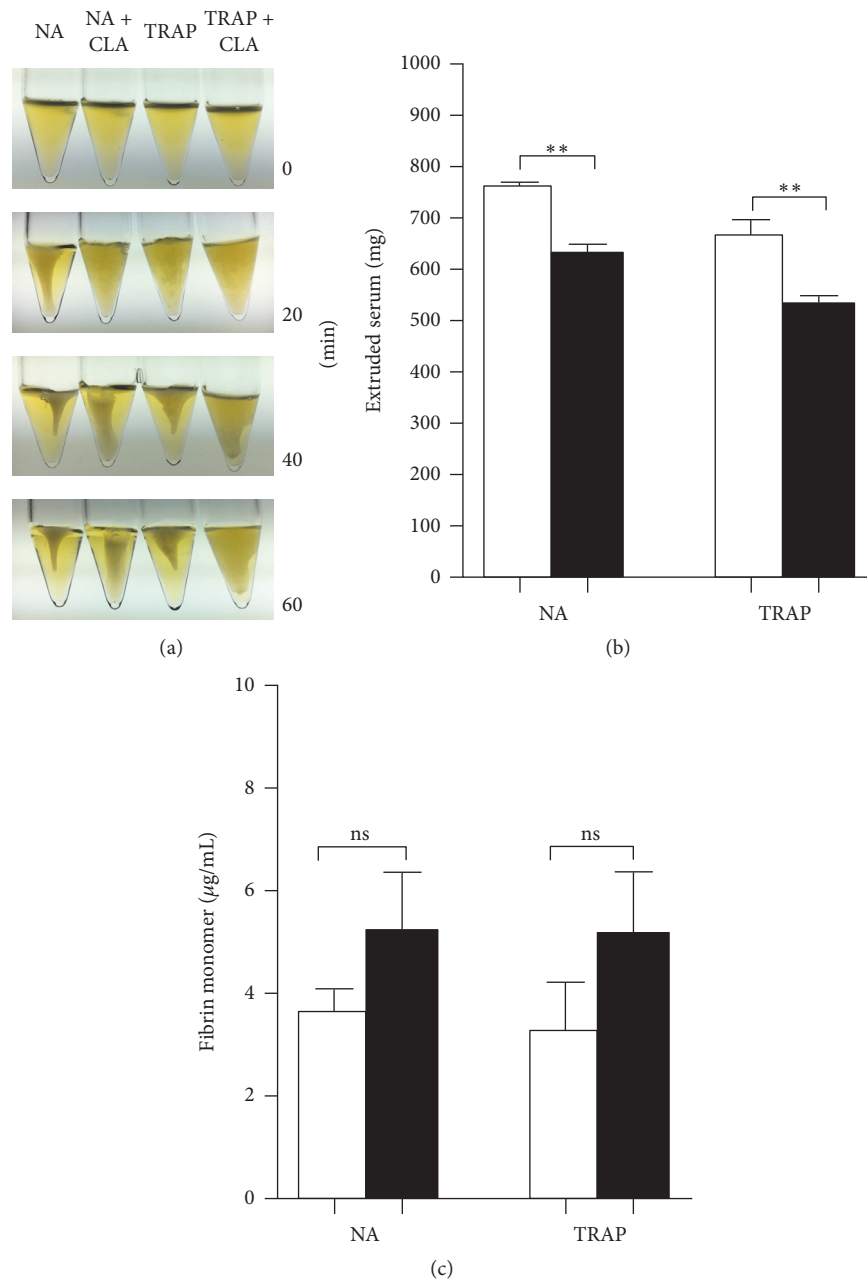 NA
NA +
CLA
TRAP
TRAP +
CLA
0
20
40
60
(min)
(a)
1000
900
800
700
600
500
400
300
200
100
0
Extruded serum (mg)
**
**
NA
TRAP
(b)
10
8
6
4
2
0
Fibrin monomer (μg/mL)
ns
ns
NA
TRAP
(c)